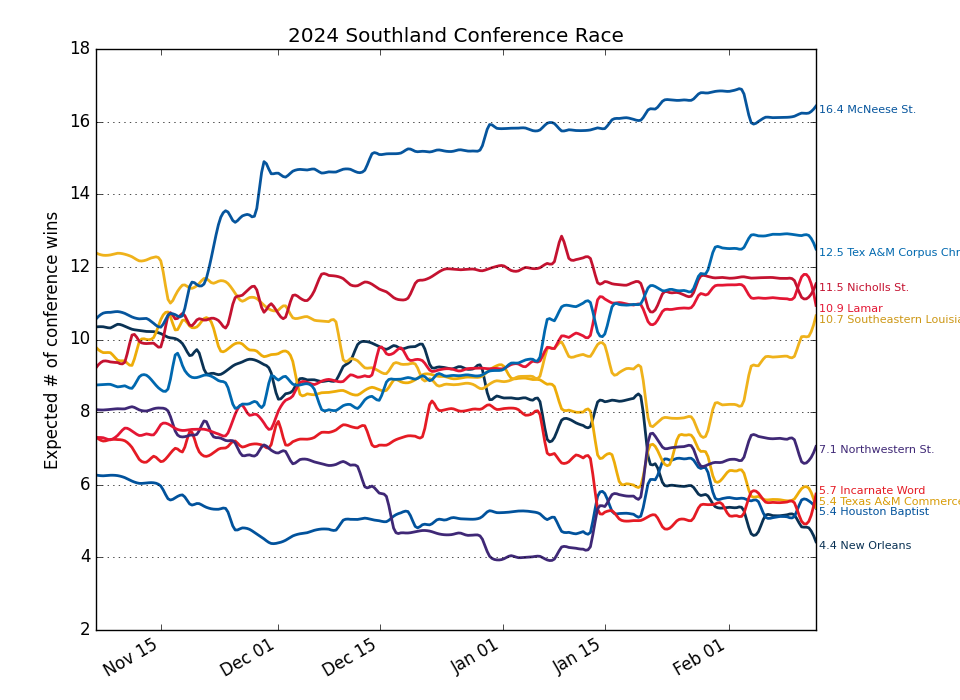 2024 Southland Conference Race
Expected # of conference wins
18
16
14
12
10
8
6
4
2
Nov 15
Dec 01
Dec 15
Jan 01
Jan 15
Feb 01
16.4 McNeese St.
12.5 Tex A&M Corpus Chr
11.5 Nicholls St.
10.9 Lamar
10.7 Southeastern Louisia
7.1 Northwestern St.
5.7 Incarnate Word
5.4 Texas A&M Commerce
5.4 Houston Baptist
4.4 New Orleans